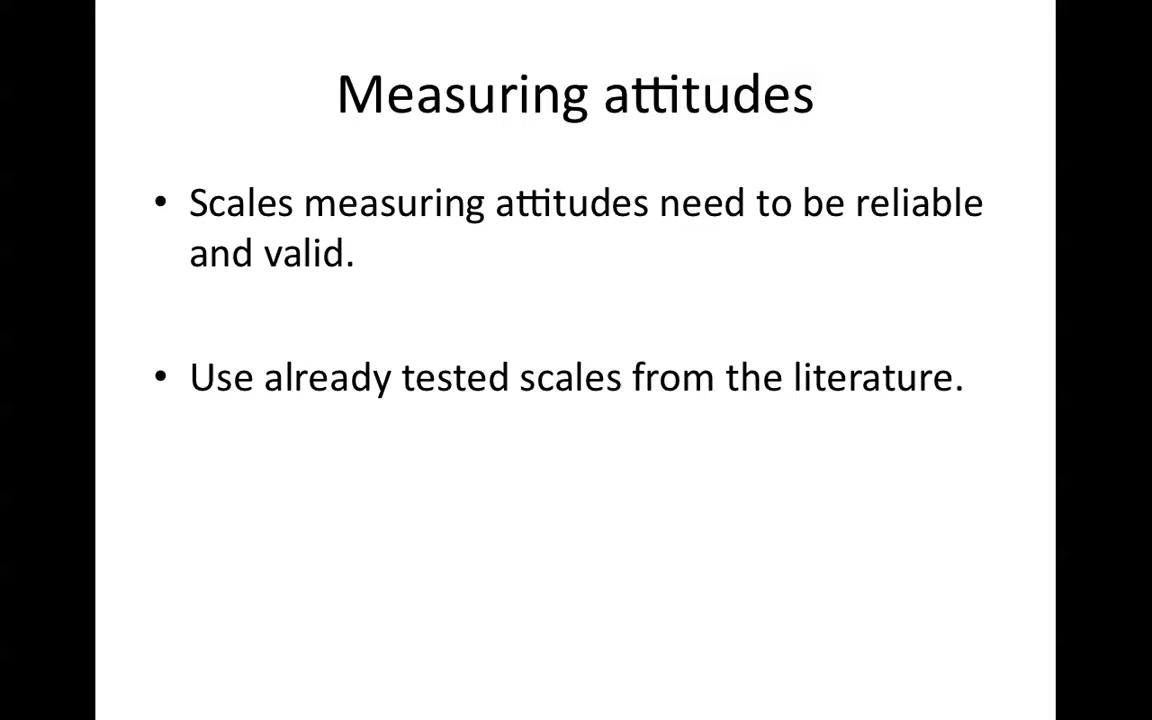 Measuring attitudes
• Scales measuring attitudes need to be reliable
and valid.
• Use already tested scales from the literature.